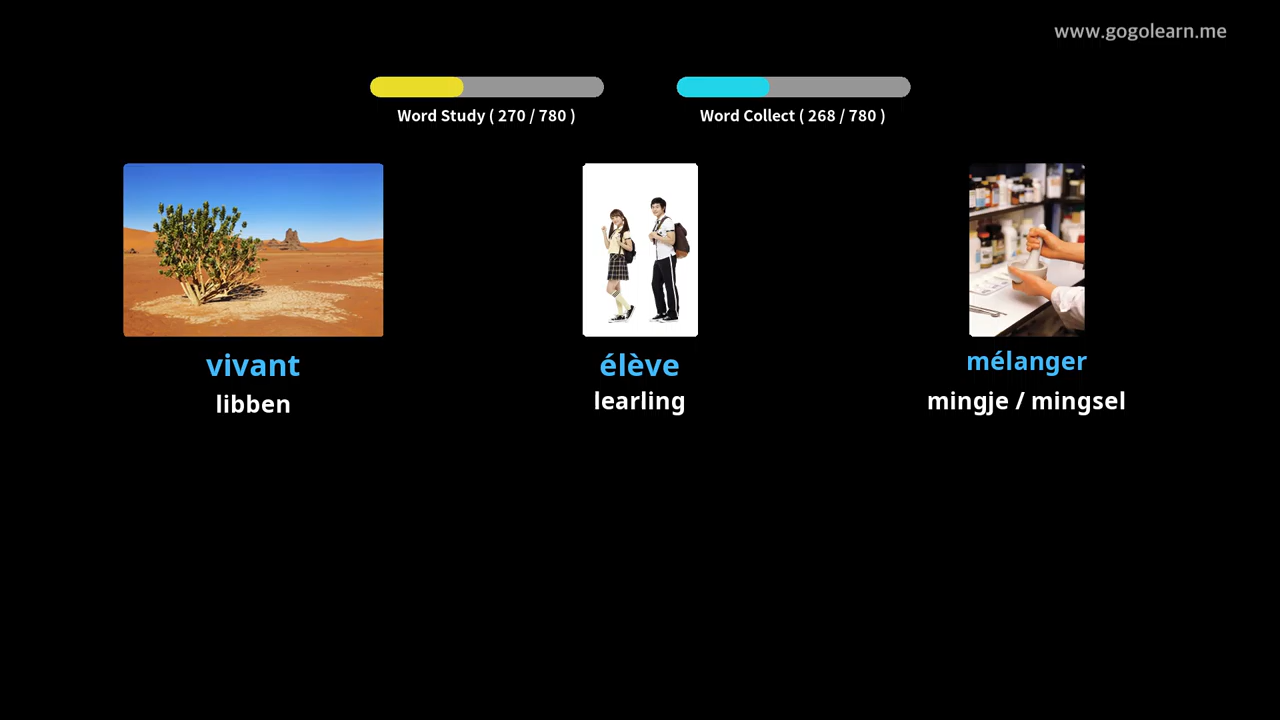 www.gogolearn.me
Word Study ( 270 / 780 )
Word Collect ( 268 / 780 )
vivant
libben
élève
learling
mélanger
mingje / mingsel